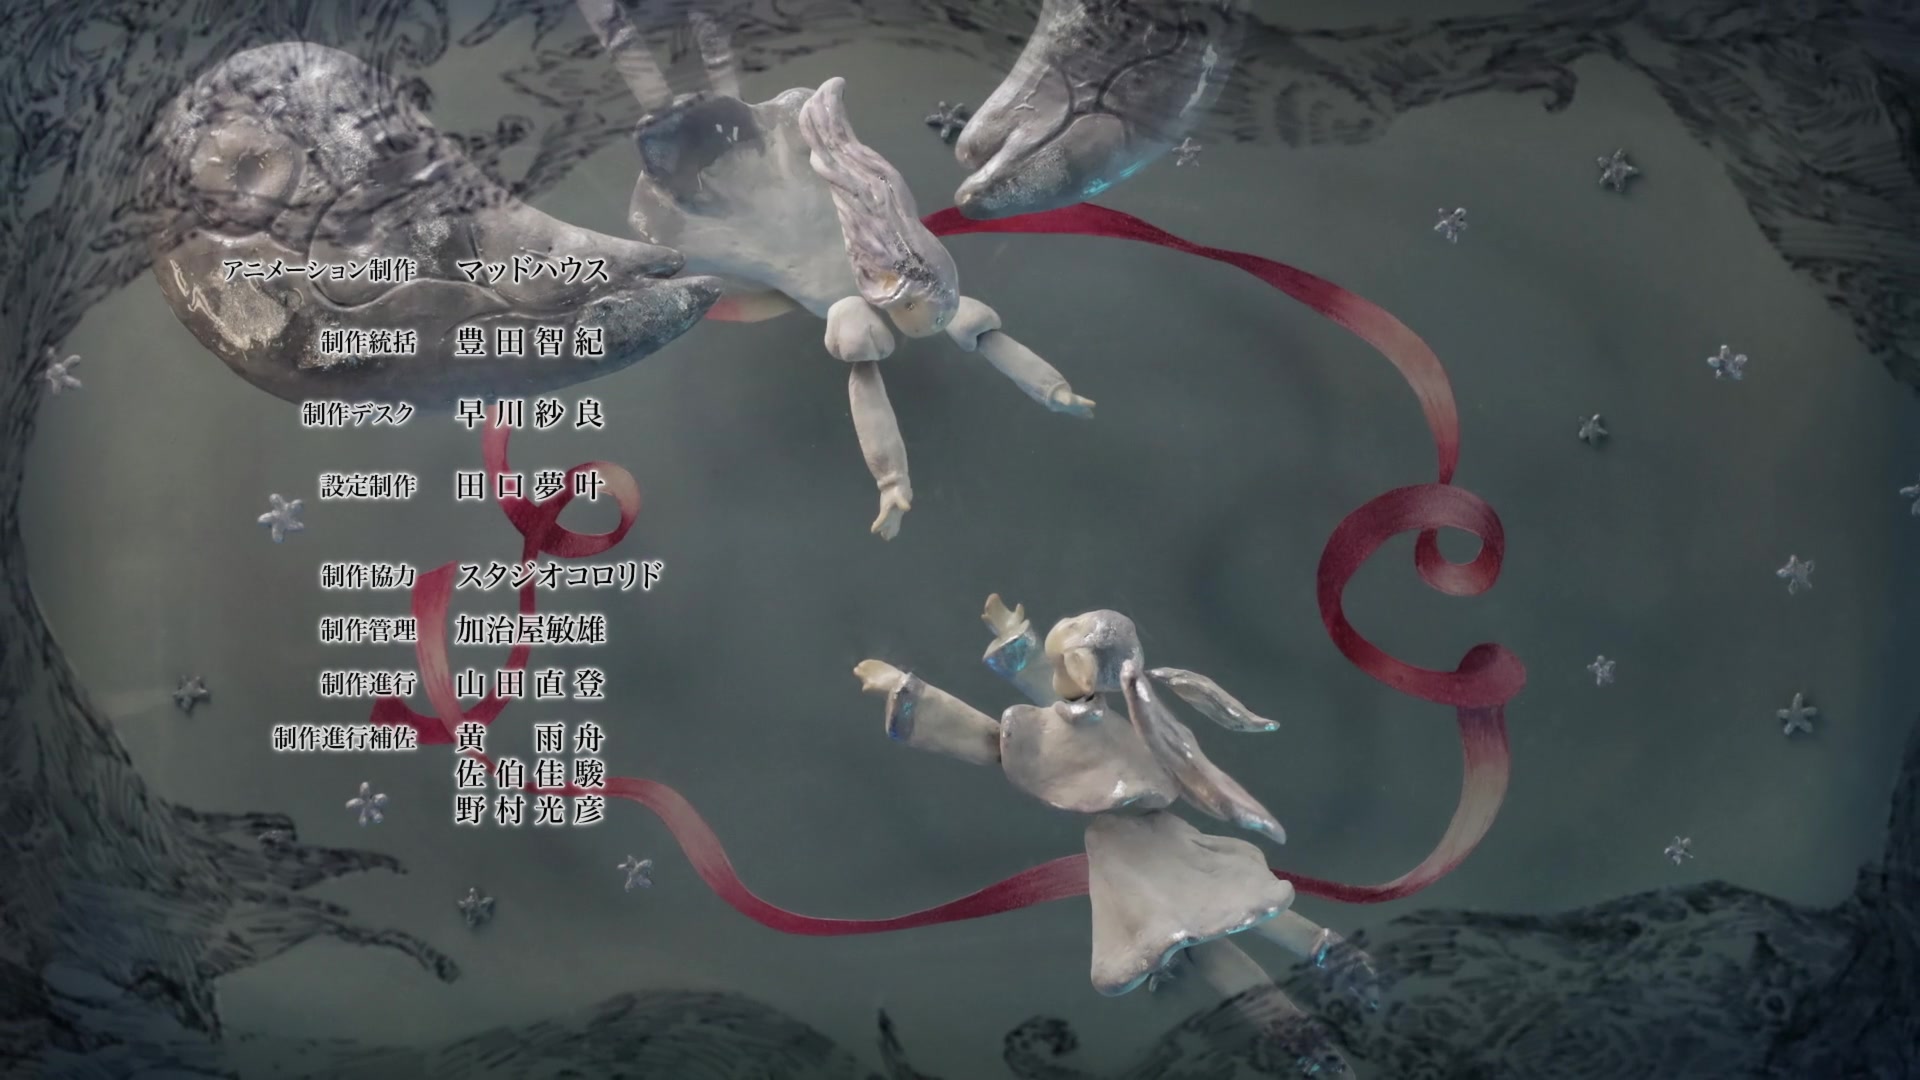 アニメーション制作 マッドハウス
制作統括 豊田智紀
制作デスク 早川紗良
設定制作 田口夢叶
制作協力 スタジオコロリド
制作管理 加治屋敏雄
制作進行 山田直登
制作進行補佐 黄 雨舟
佐伯佳駿
野村光彦